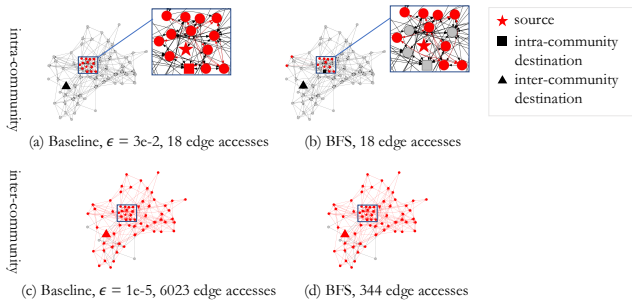 intra-community
source
intra-community
destination
inter-community
destination
(a) Baseline, ϵ = 3e-2, 18 edge accesses
(b) BFS, 18 edge accesses
inter-community
(c) Baseline, ϵ = 1e-5, 6023 edge accesses
(d) BFS, 344 edge accesses